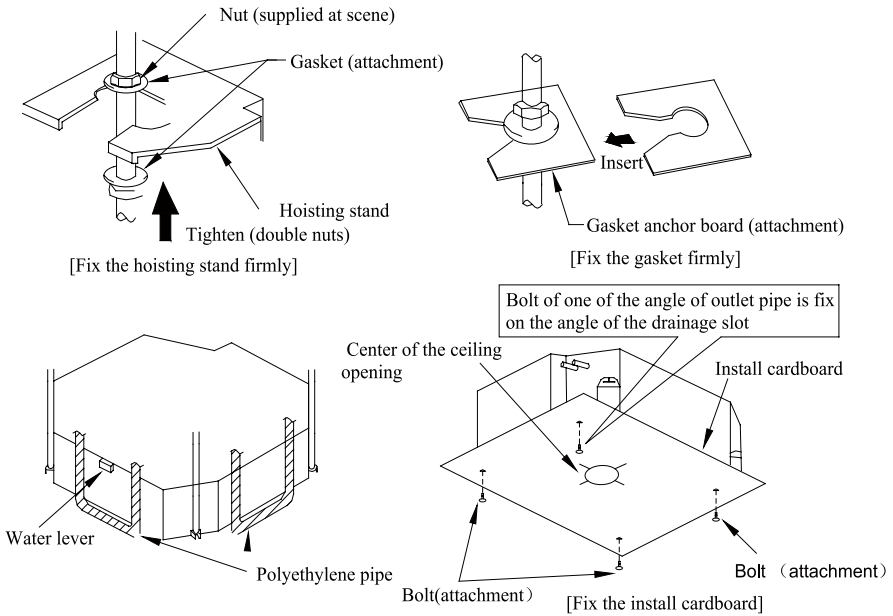 Nut (supplied at scene)
Gasket (attachment)
Hoisting stand
Tighten (double nuts)
[Fix the hoisting stand firmly]
Insert
Gasket anchor board (attachment)
[Fix the gasket firmly]
Water lever
Polyethylene pipe
Bolt of one of the angle of outlet pipe is fix
on the angle of the drainage slot
Center of the ceiling
opening
Install cardboard
Bolt(attachment）
Bolt （attachment）
[Fix the install cardboard]